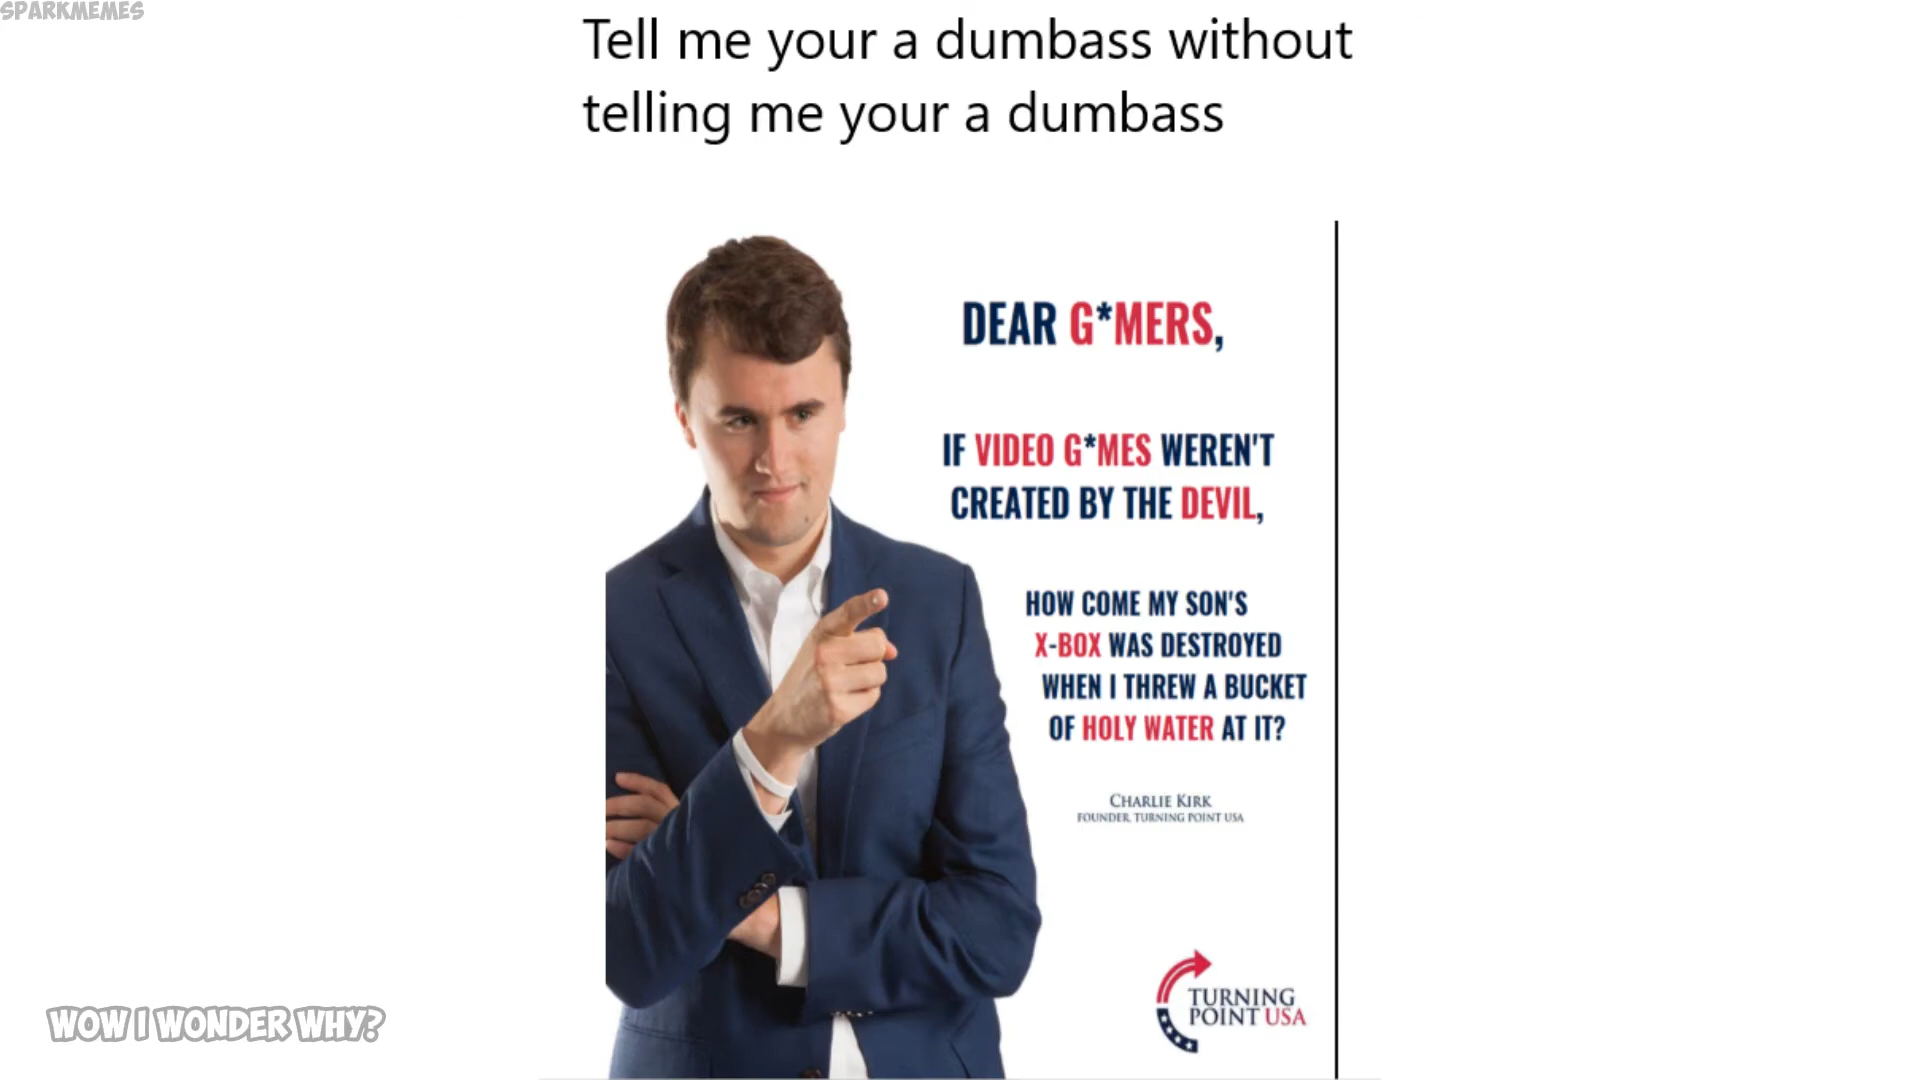 SPARKMEMES
Tell me your a dumbass without
telling me your a dumbass
DEAR G*MERS,
IF VIDEO G*MES WEREN'T
CREATED BY THE DEVIL,
HOW COME MY SON'S
X-BOX WAS DESTROYED
WHEN I THREW A BUCKET
OF HOLY WATER AT IT?
CHARLIE KIRK
FOUNDER, TURNING POINT USA
TURNING
POINT USA
WOW I WONDER WHY?